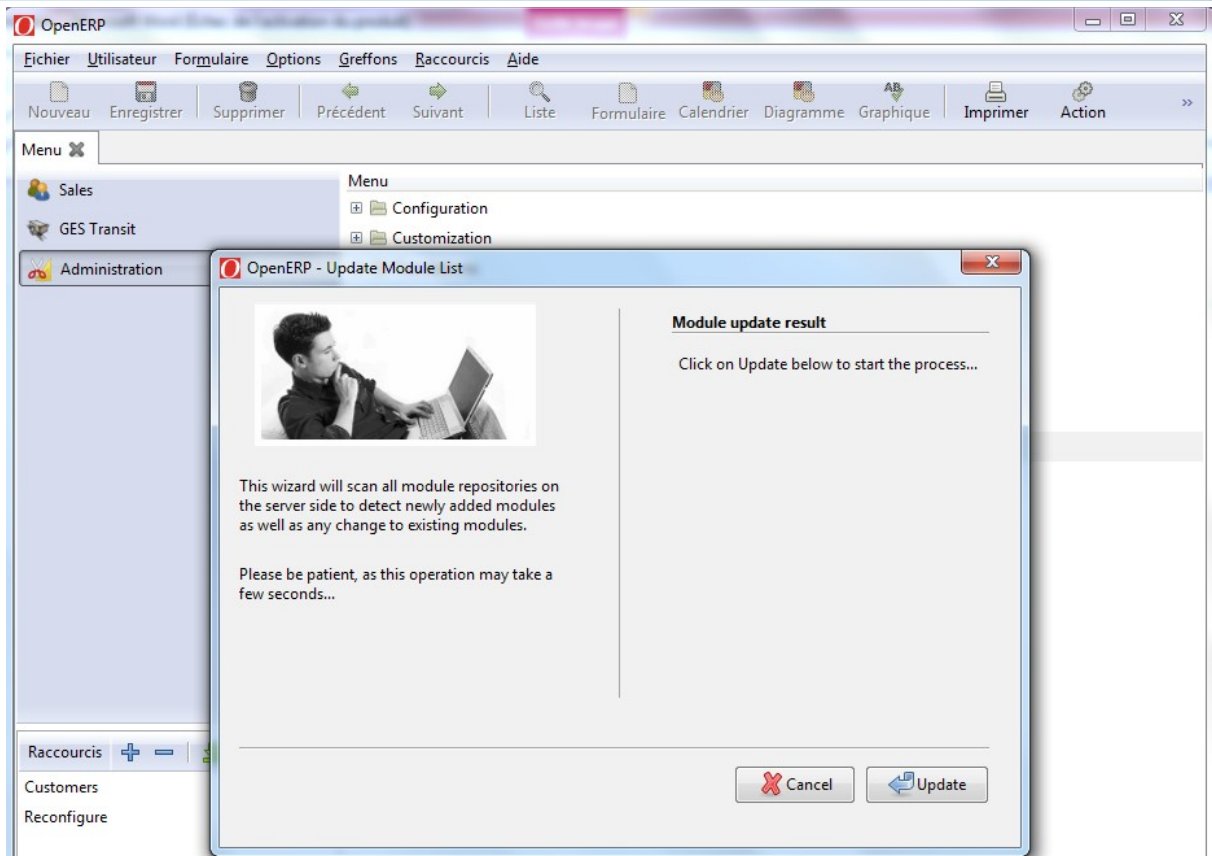 OpenERP
Fichier Utilisateur Formulaire Options Greffons Raccourcis Aide
Nouveau Enregistrer Supprimer Précédent Suivant Liste Formulaire Calendrier Diagramme Graphique Imprimer Action »
Menu
Sales
GES Transit
Administration
Menu
Configuration
Customization
OpenERP - Update Module List
This wizard will scan all module repositories on
the server side to detect newly added modules
as well as any change to existing modules.
Please be patient, as this operation may take a
few seconds...
Module update result
Click on Update below to start the process...
Cancel Update
Raccourcis
Customers
Reconfigure